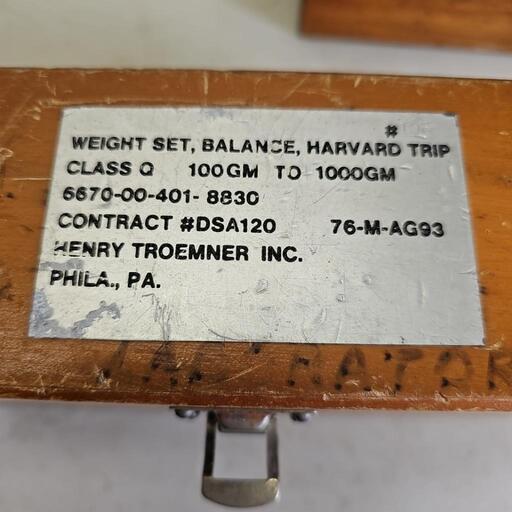 #
WEIGHT SET, BALANCE, HARVARD TRIP
CLASS Q 100GM TO 1000GM
6670-00-401-8830
CONTRACT #DSA120 76-M-AG93
HENRY TROEMNER INC.
PHILA., PA.